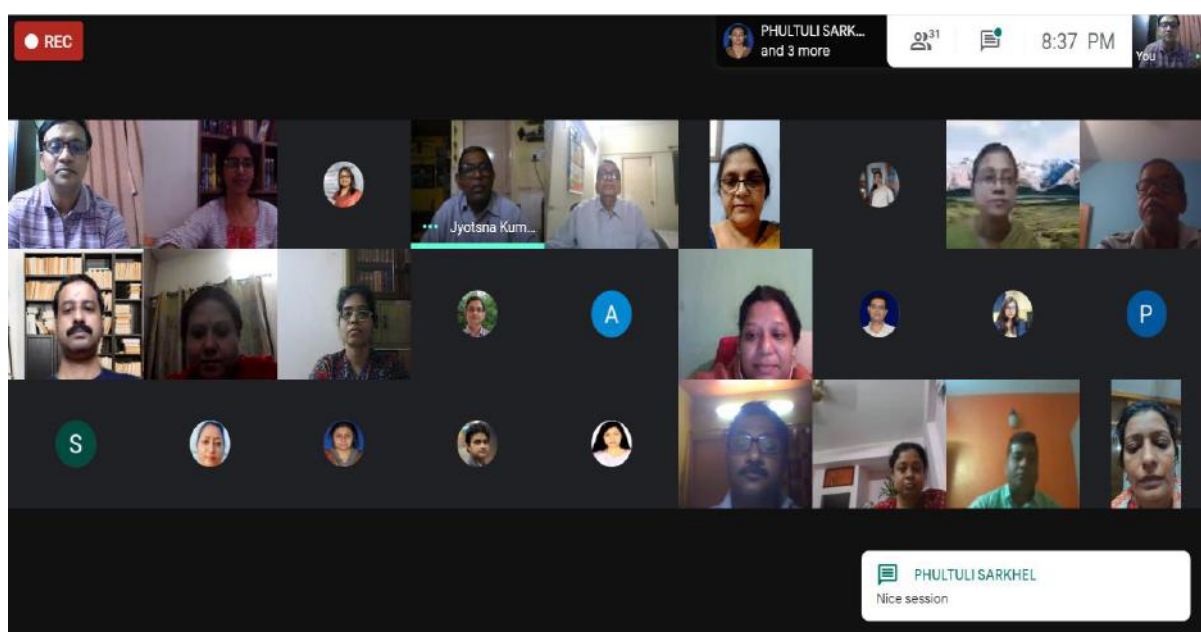 REC
PHULTULI SARK...
and 3 more
31
8:37 PM
You
Jyotsna Kum...
A
P
S
PHULTULI SARKHEL
Nice session